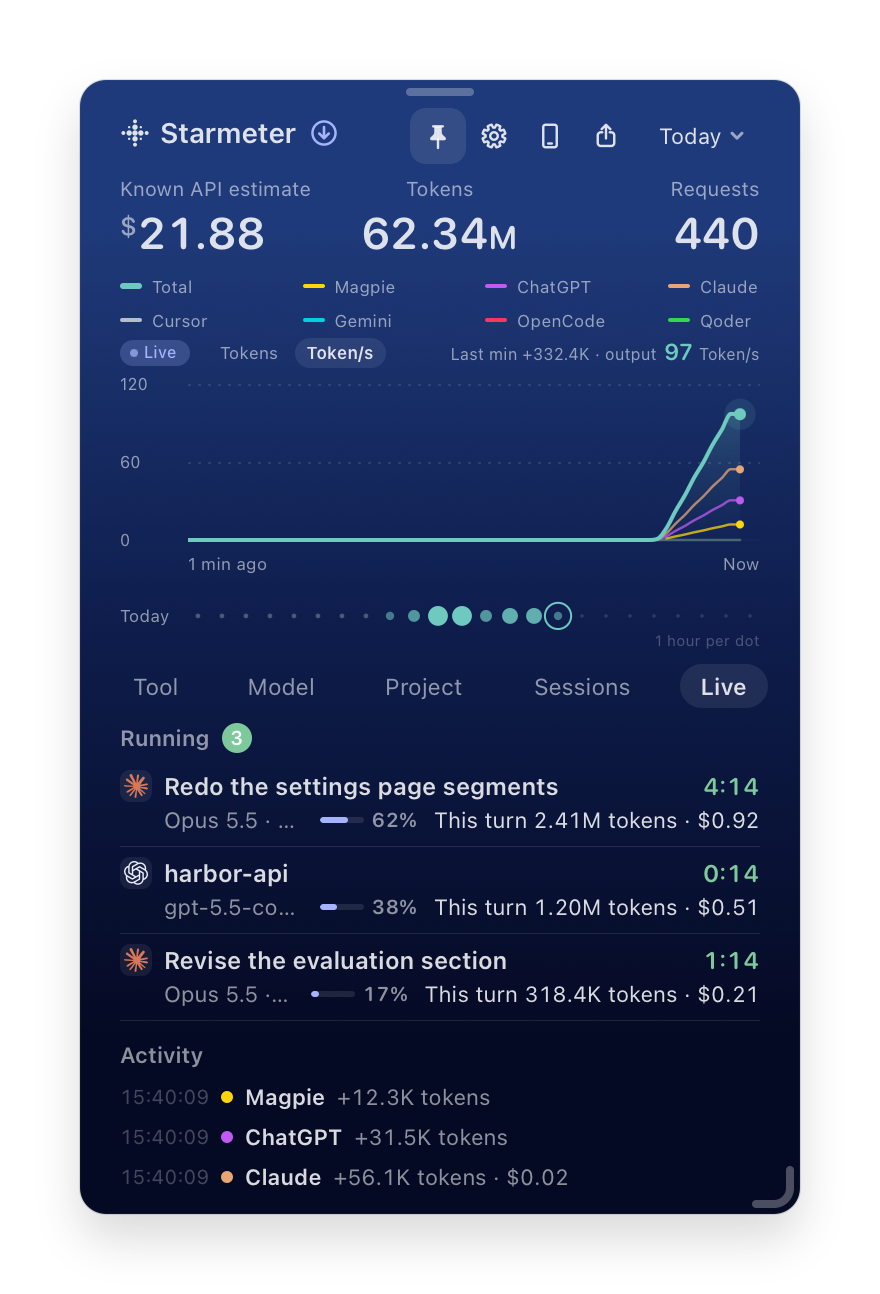 Starmeter
Today
Known API estimate
Tokens
Requests
$21.88
62.34M
440
Total
Magpie
ChatGPT
Claude
Cursor
Gemini
OpenCode
Qoder
Live
Tokens
Token/s
Last min +332.4K · output 97 Token/s
120
60
0
1 min ago
Now
Today
1 hour per dot
Tool
Model
Project
Sessions
Live
Running 3
Redo the settings page segments 4:14
Opus 5.5 · ... 62% This turn 2.41M tokens · $0.92
harbor-api 0:14
gpt-5.5-co... 38% This turn 1.20M tokens · $0.51
Revise the evaluation section 1:14
Opus 5.5 ·... 17% This turn 318.4K tokens · $0.21
Activity
15:40:09 Magpie +12.3K tokens
15:40:09 ChatGPT +31.5K tokens
15:40:09 Claude +56.1K tokens · $0.02